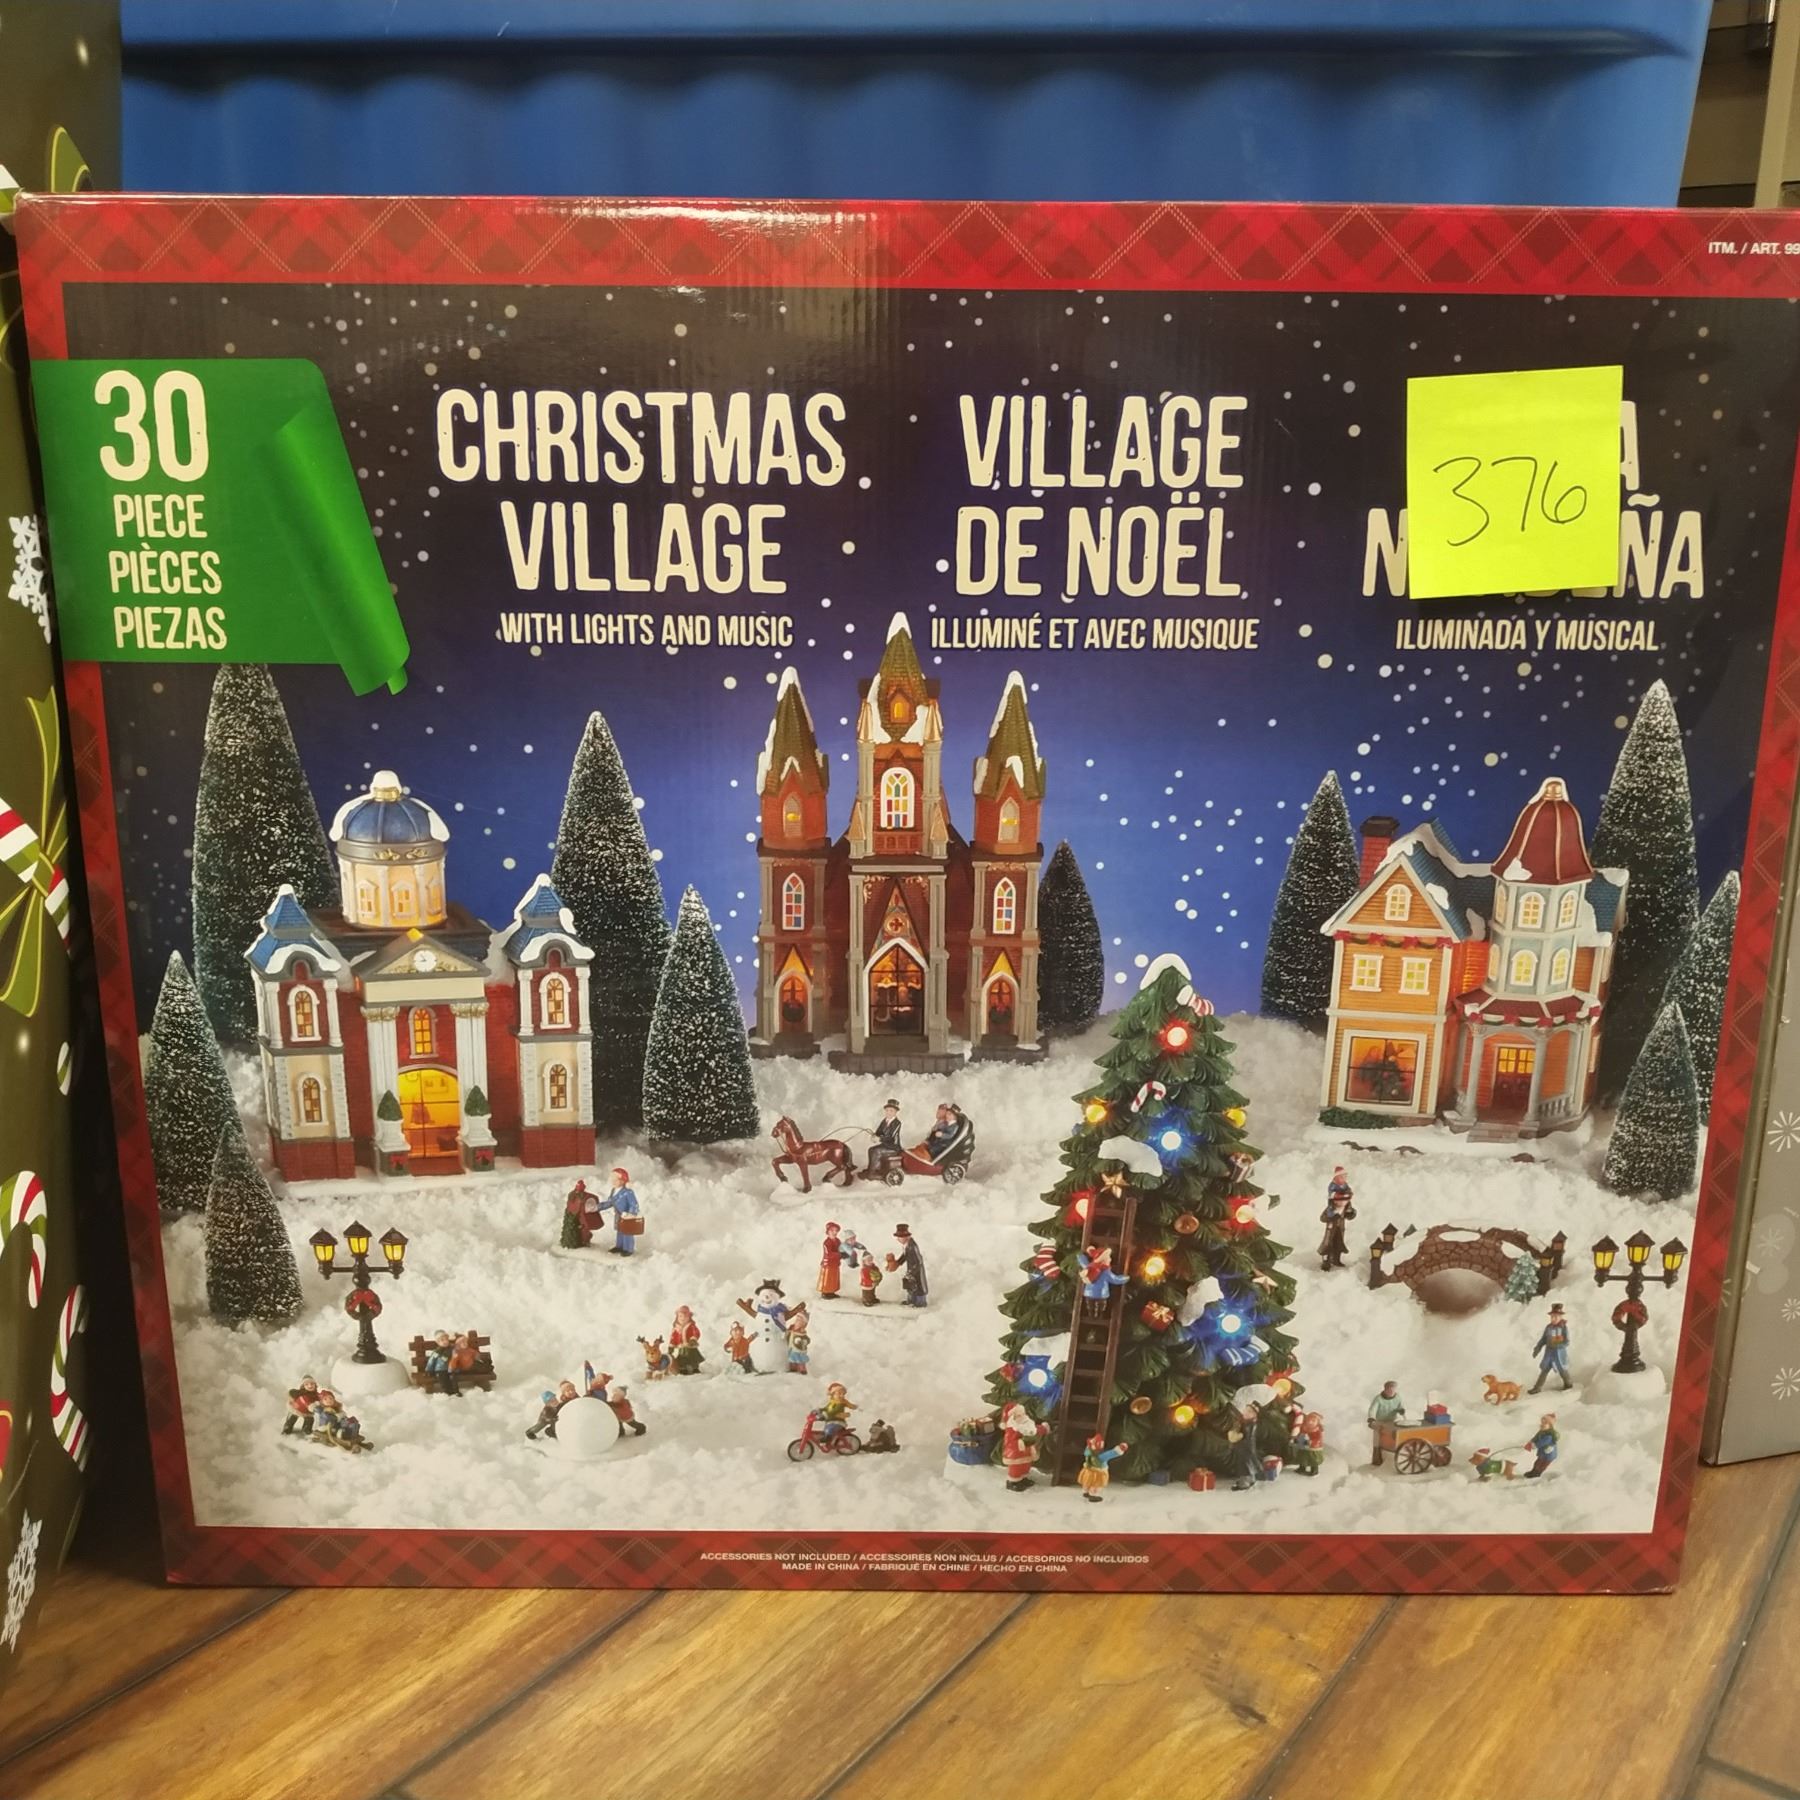 ITM. / ART. 99
30
PIECE
PIÈCES
PIEZAS
CHRISTMAS
VILLAGE
WITH LIGHTS AND MUSIC
VILLAGE
DE NOËL
ILLUMINÉ ET AVEC MUSIQUE
376
ILUMINADA Y MUSICAL
ACCESSORIES NOT INCLUDED / ACCESSOIRES NON INCLUS / ACCESORIOS NO INCLUIDOS
MADE IN CHINA / FABRIQUÉ EN CHINE / HECHO EN CHINA